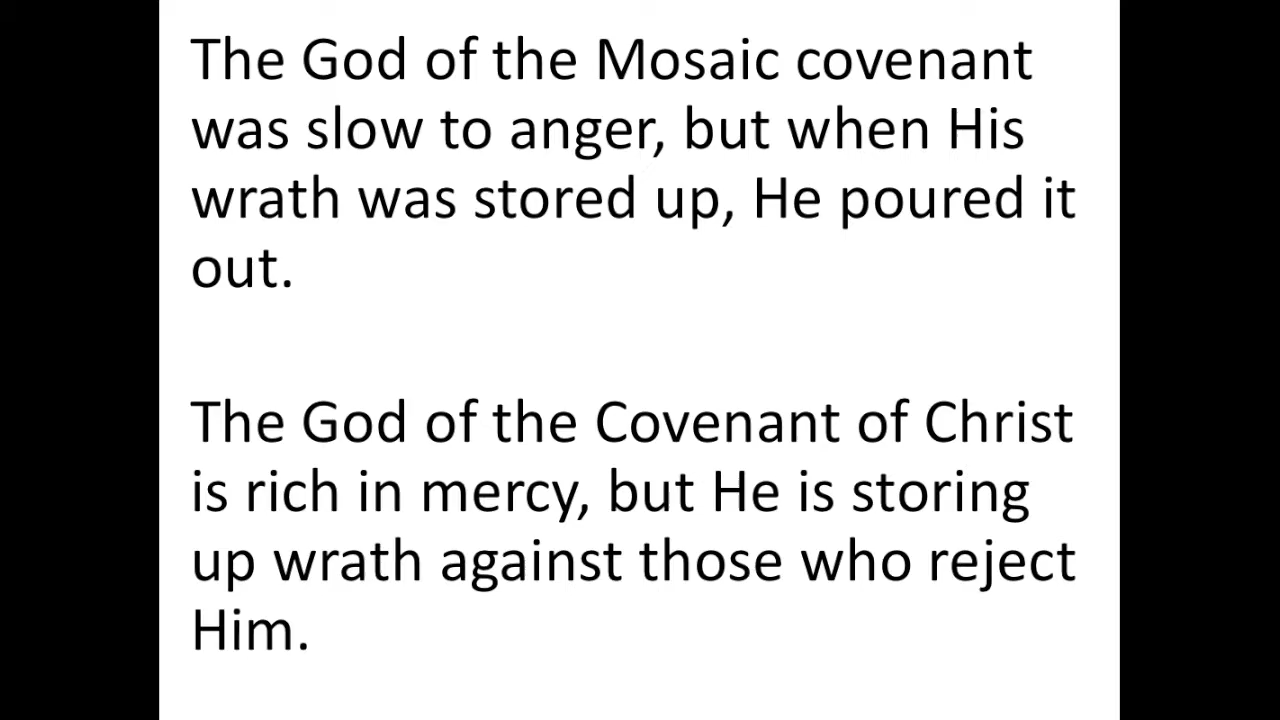 The God of the Mosaic covenant
was slow to anger, but when His
wrath was stored up, He poured it
out.
The God of the Covenant of Christ
is rich in mercy, but He is storing
up wrath against those who reject
Him.